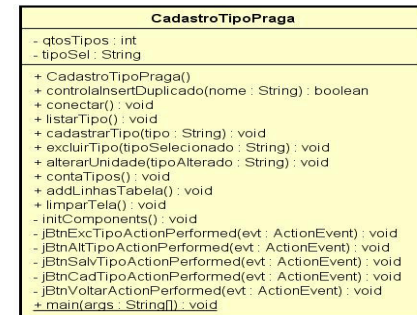 CadastroTipoPraga
- qtosTipos : int
- tipoSel : String
+ CadastroTipoPraga()
+ controlaInsertDuplicado(nome : String) : boolean
+ conectar() : void
+ listarTipo() : void
+ cadastrarTipo(tipo : String) : void
+ excluirTipo(tipoSelecionado : String) : void
+ alterarUnidade(tipoAlterado : String) : void
+ contaTipos() : void
+ addLinhasTabela() : void
+ limparTela() : void
- initComponents() : void
- jBtnExcTipoActionPerformed(evt : ActionEvent) : void
- jBtnAltTipoActionPerformed(evt : ActionEvent) : void
- jBtnSalvTipoActionPerformed(evt : ActionEvent) : void
- jBtnCadTipoActionPerformed(evt : ActionEvent) : void
- jBtnVoltarActionPerformed(evt : ActionEvent) : void
+ main(args : String[]) : void